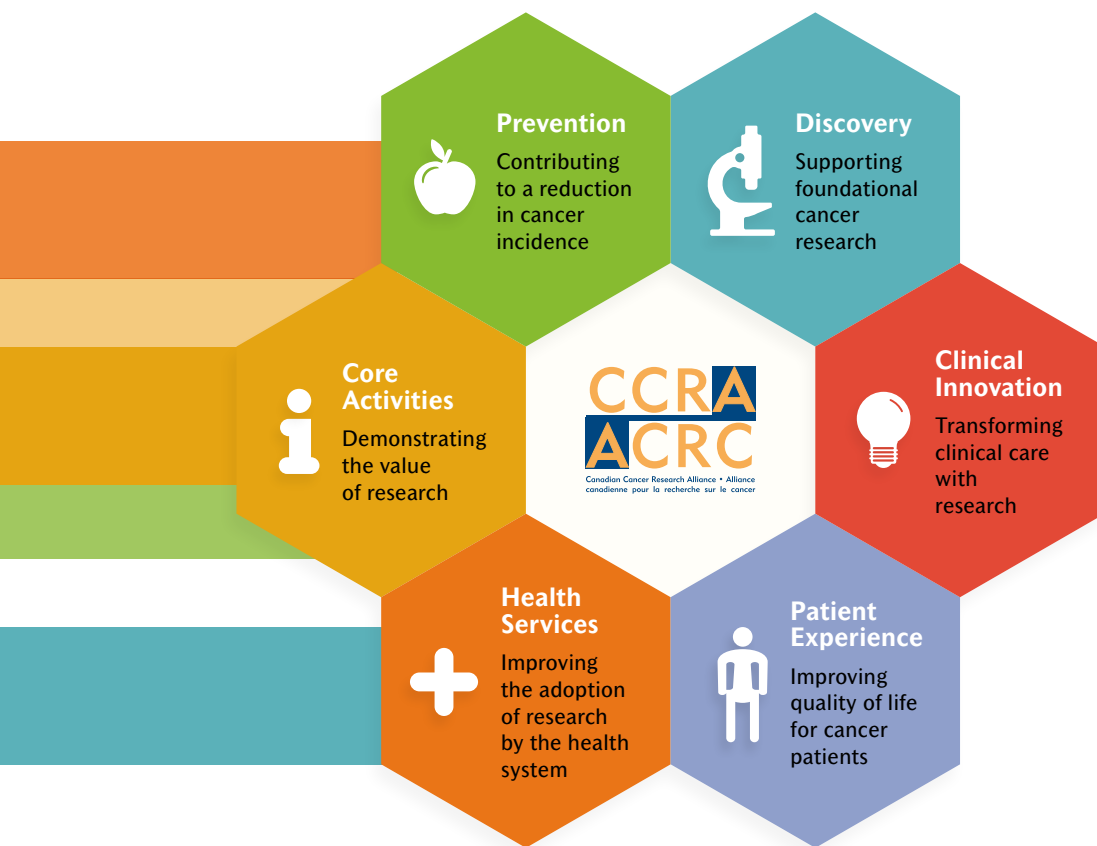 Prevention
Contributing
to a reduction
in cancer
incidence
Discovery
Supporting
foundational
cancer
research
Core
Activities
Demonstrating
the value
of research
CCRA
ACRC
Canadian Cancer Research Alliance • Alliance
canadienne pour la recherche sur le cancer
Clinical
Innovation
Transforming
clinical care
with
research
Health
Services
Improving
the adoption
of research
by the health
system
Patient
Experience
Improving
quality of life
for cancer
patients